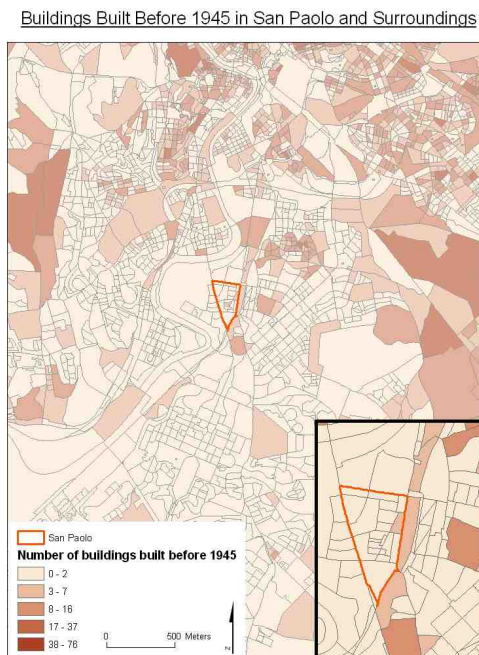 Buildings Built Before 1945 in San Paolo and Surroundings
San Paolo
Number of buildings built before 1945
0 - 2
3 - 7
8 - 16
17 - 37
38 - 76
0 500 Meters
N